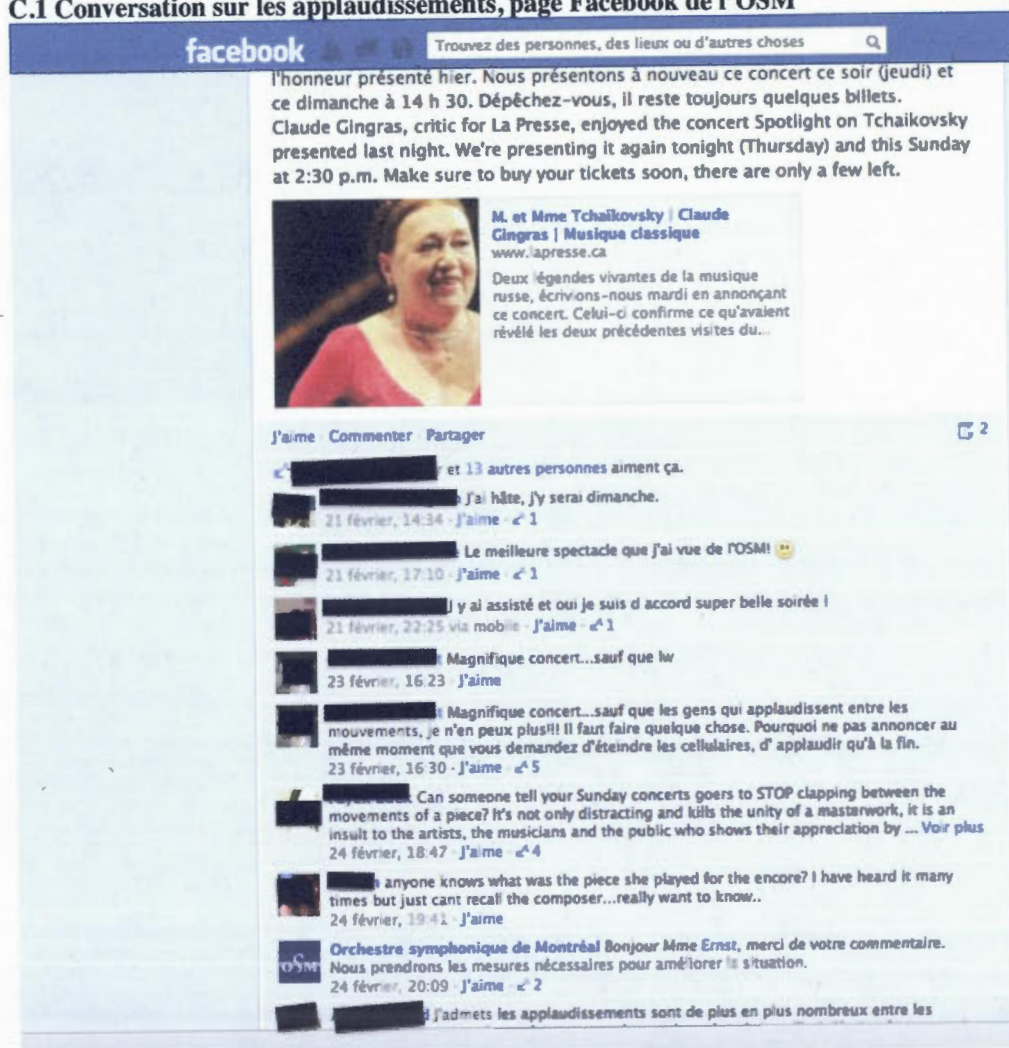 C.1 Conversation sur les applaudissements, page Facebook de l'OSM
facebook
Trouvez des personnes, des lieux ou d'autres choses
l'honneur présenté hier. Nous présentons à nouveau ce concert ce soir (jeudi) et
ce dimanche à 14 h 30. Dépêchez-vous, il reste toujours quelques billets.
Claude Gingras, critic for La Presse, enjoyed the concert Spotlight on Tchaikovsky
presented last night. We're presenting it again tonight (Thursday) and this Sunday
at 2:30 p.m. Make sure to buy your tickets soon, there are only a few left.
M. et Mme Tchaïkovsky | Claude
Gingras | Musique classique
www.lapresse.ca
Deux légendes vivantes de la musique
russe, écrivions-nous mardi en annonçant
ce concert. Celui-ci confirme ce qu'avaient
révélé les deux précédentes visites du...
J'aime · Commenter · Partager
2
et 13 autres personnes aiment ça.
J'ai hâte, j'y serai dimanche.
21 février, 14:34 · J'aime · 1
Le meilleure spectacle que j'ai vue de l'OSM!
21 février, 17:10 · J'aime · 1
J y ai assisté et oui je suis d accord super belle soirée !
21 février, 22:25 via mobile · J'aime · 1
Magnifique concert...sauf que lw
23 février, 16:23 · J'aime
Magnifique concert...sauf que les gens qui applaudissent entre les
mouvements, je n'en peux plus!!! Il faut faire quelque chose. Pourquoi ne pas annoncer au
même moment que vous demandez d'éteindre les cellulaires, d' applaudir qu'à la fin.
23 février, 16:30 · J'aime · 5
Can someone tell your Sunday concerts goers to STOP clapping between the
movements of a piece? It's not only distracting and kills the unity of a masterwork, it is an
insult to the artists, the musicians and the public who shows their appreciation by ... Voir plus
24 février, 18:47 · J'aime · 4
anyone knows what was the piece she played for the encore? I have heard it many
times but just cant recall the composer...really want to know..
24 février, 19:41 · J'aime
OSM
Orchestre symphonique de Montréal Bonjour Mme Ernst, merci de votre commentaire.
Nous prendrons les mesures nécessaires pour améliorer la situation.
24 février, 20:09 · J'aime · 2
J'admets les applaudissements sont de plus en plus nombreux entre les